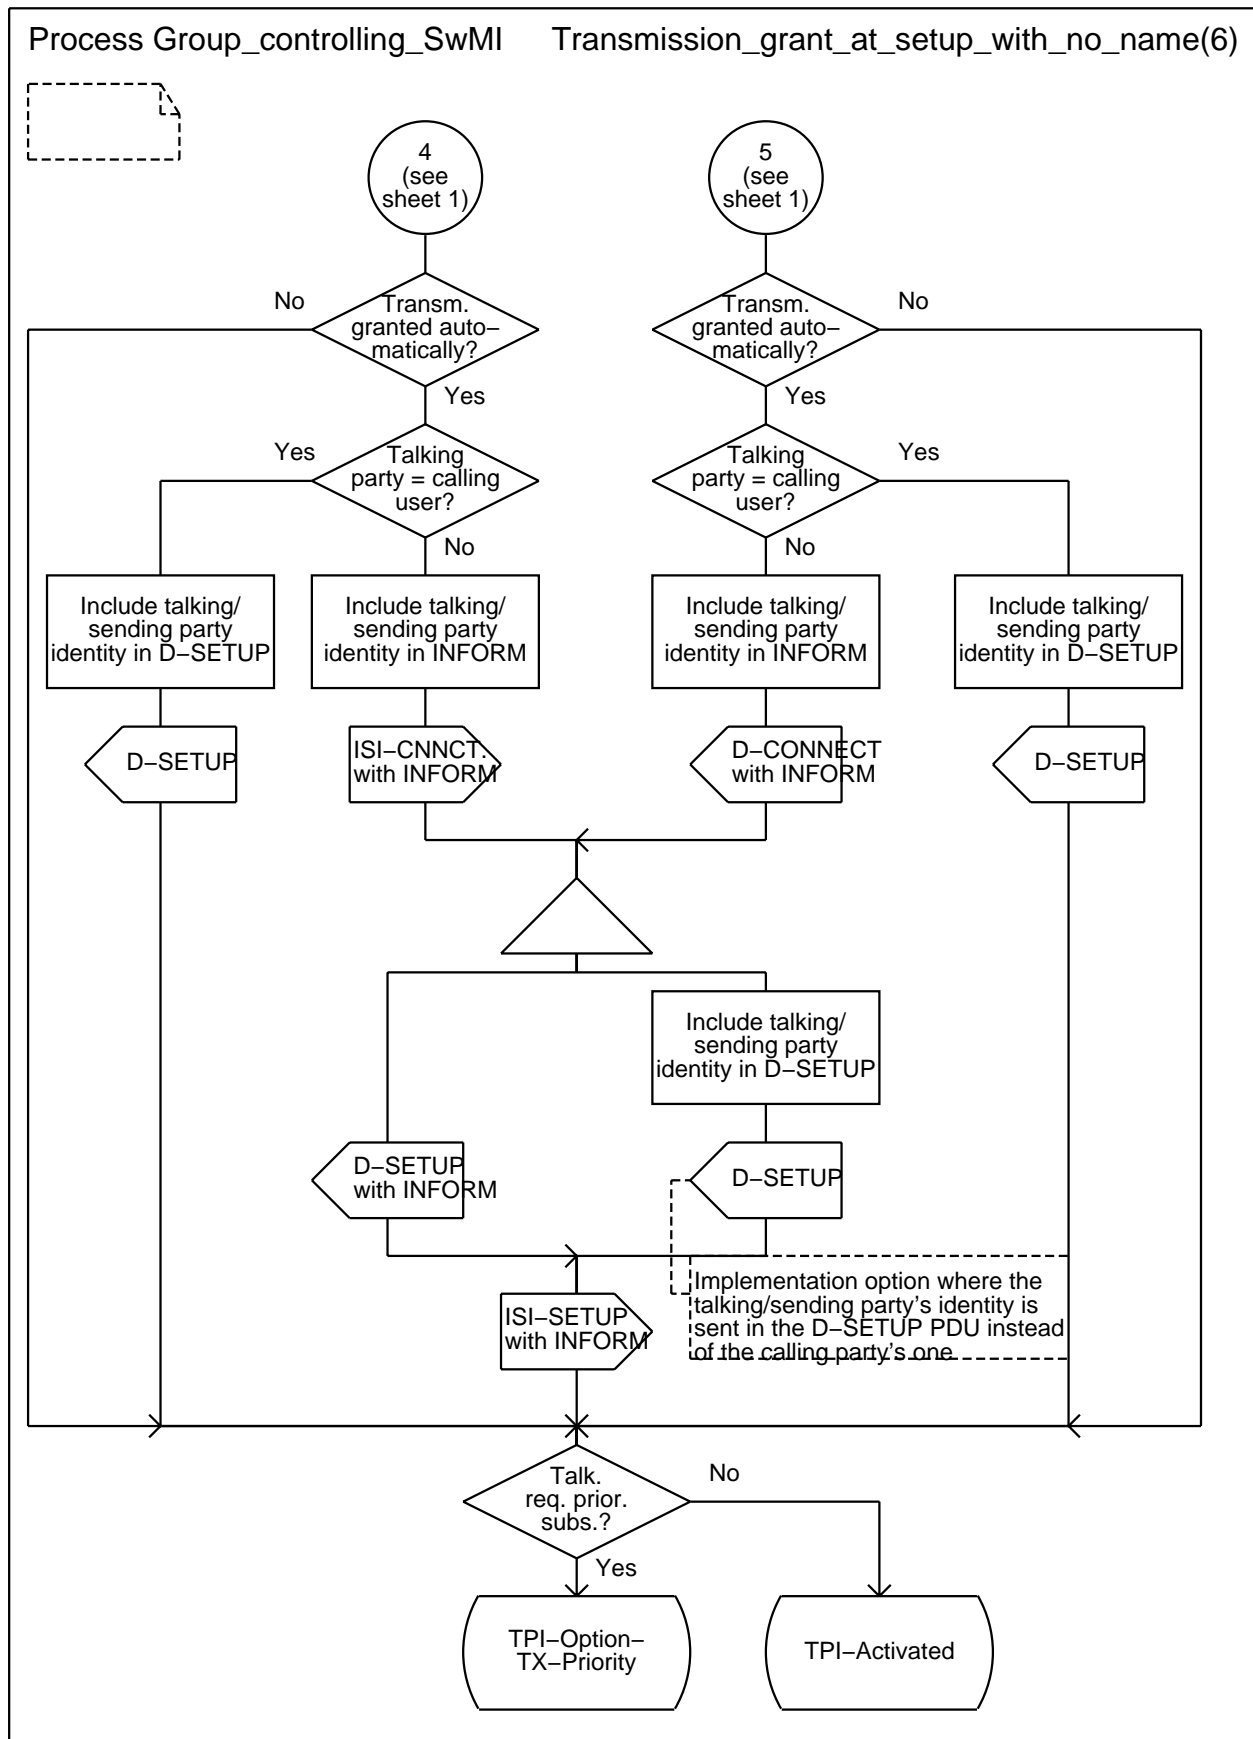 Process Group_controlling_SwMI Transmission_grant_at_setup_with_no_name(6)
4
(see
sheet 1)
5
(see
sheet 1)
No
Transm.
granted auto−
matically?
Transm.
granted auto−
matically?
No
Yes
Yes
Yes
Talking
party = calling
user?
Talking
party = calling
user?
Yes
No
No
Include talking/
sending party
identity in D−SETUP
Include talking/
sending party
identity in INFORM
Include talking/
sending party
identity in INFORM
Include talking/
sending party
identity in D−SETUP
D−SETUP
ISI−CNNCT.
with INFORM
D−CONNECT
with INFORM
D−SETUP
Include talking/
sending party
identity in D−SETUP
D−SETUP
with INFORM
D−SETUP
ISI−SETUP
with INFORM
Implementation option where the
talking/sending party's identity is
sent in the D−SETUP PDU instead
of the calling party's one
Talk.
req. prior.
subs.?
No
Yes
TPI−Option−
TX−Priority
TPI−Activated